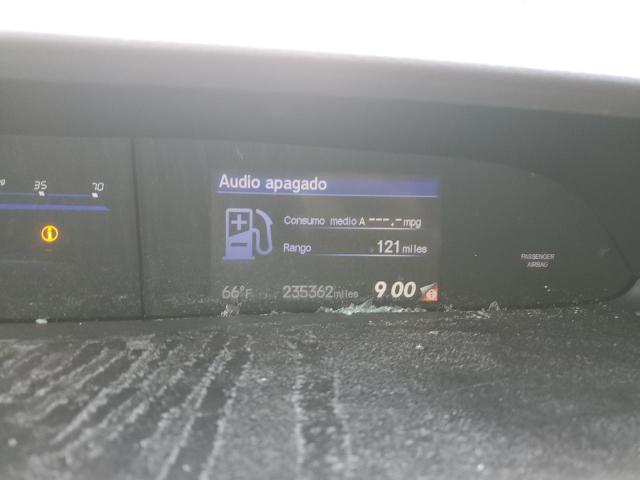 35 70
Audio apagado
Consumo medio A ---.- mpg
Rango 121 miles
66°F 235362 miles 9 00
PASSENGER
AIRBAG